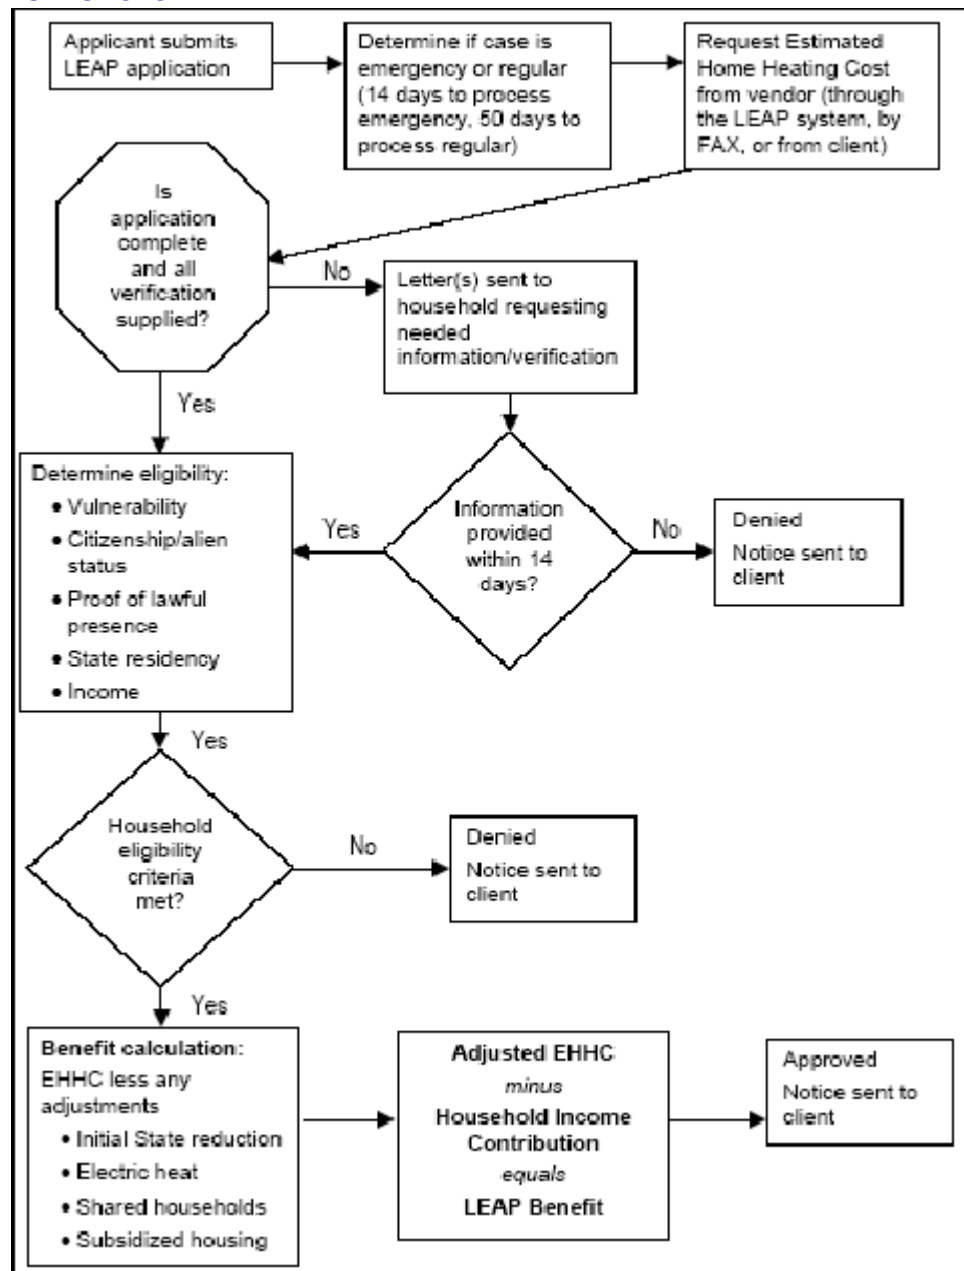 Applicant submits
LEAP application
Determine if case is
emergency or regular
(14 days to process
emergency, 50 days to
process regular)
Request Estimated
Home Heating Cost
from vendor (through
the LEAP system, by
FAX, or from client)
Is
application
complete
and all
verification
supplied?
No
Letter(s) sent to
household requesting
needed
information/verification
Yes
Determine eligibility:
• Vulnerability
• Citizenship/alien
status
• Proof of lawful
presence
• State residency
• Income
Yes
Information
provided
within 14
days?
No
Denied
Notice sent to
client
Yes
Household
eligibility
criteria
met?
No
Denied
Notice sent to
client
Yes
Benefit calculation:
EHHC less any
adjustments
• Initial State reduction
• Electric heat
• Shared households
• Subsidized housing
Adjusted EHHC
minus
Household Income
Contribution
equals
LEAP Benefit
Approved
Notice sent to
client